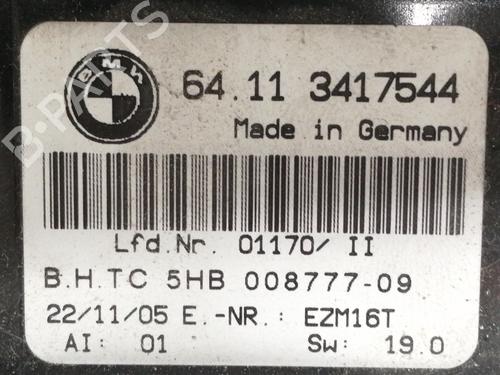 BMW
64.11 3417544
Made in Germany
Lfd.Nr. 01170/ II
B.H.TC 5HB 008777-09
22/11/05 E.-NR.: EZM16T
AI: 01 Sw: 19.0
B-PARTS